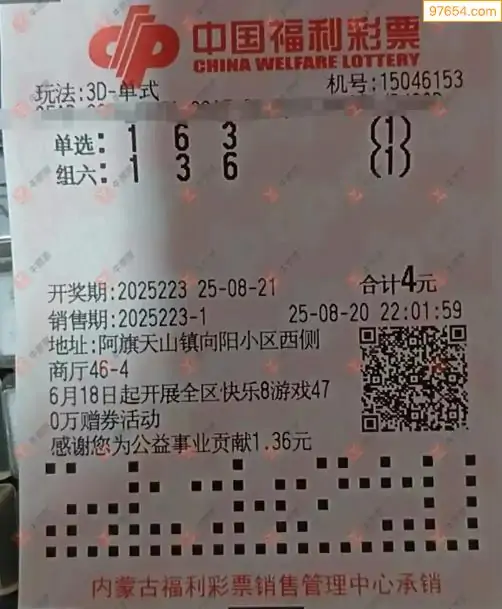 97654.com
中国福利彩票
CHINA WELFARE LOTTERY
玩法:3D-单式 机号:15046153
单选: 1 6 3 (1)
组六: 1 3 6 (1)
开奖期:2025223 25-08-21 合计4元
销售期:2025223-1 25-08-20 22:01:59
地址:阿旗天山镇向阳小区西侧
商厅46-4
6月18日起开展全区快乐8游戏47
0万赠券活动
感谢您为公益事业贡献1.36元
内蒙古福利彩票销售管理中心承销